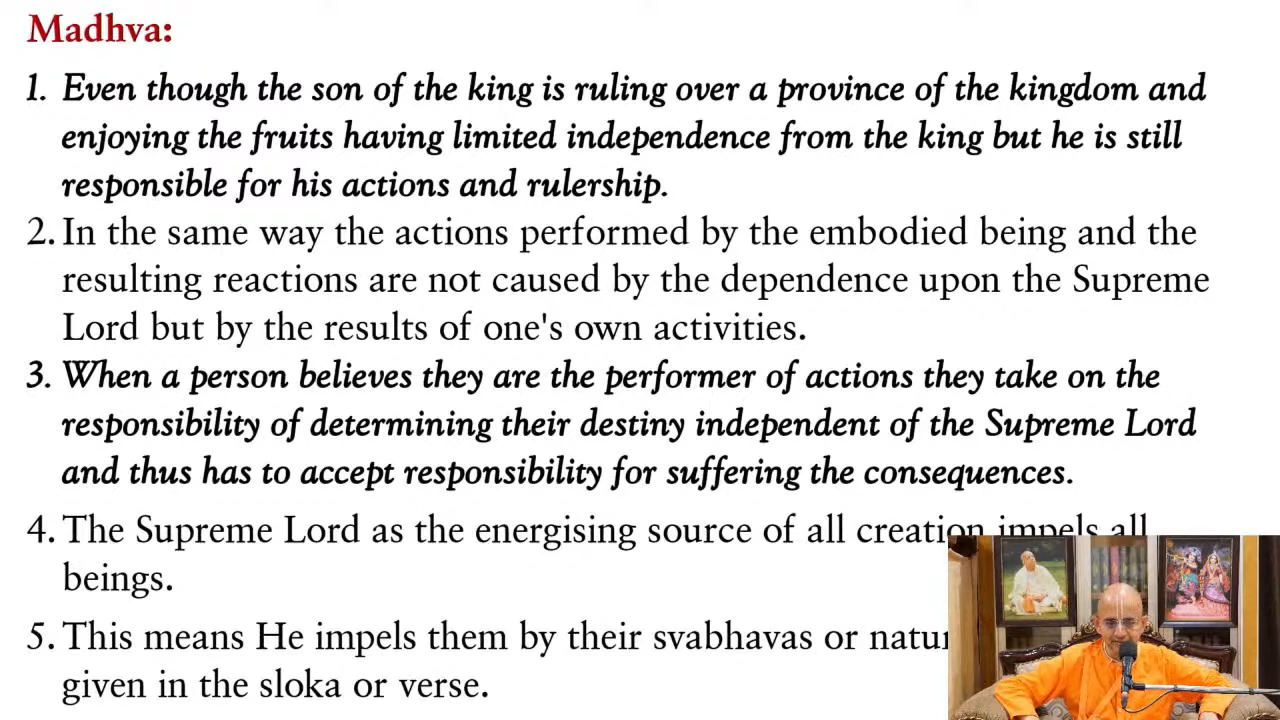 Madhva:
1. Even though the son of the king is ruling over a province of the kingdom and
enjoying the fruits having limited independence from the king but he is still
responsible for his actions and rulership.
2. In the same way the actions performed by the embodied being and the
resulting reactions are not caused by the dependence upon the Supreme
Lord but by the results of one's own activities.
3. When a person believes they are the performer of actions they take on the
responsibility of determining their destiny independent of the Supreme Lord
and thus has to accept responsibility for suffering the consequences.
4. The Supreme Lord as the energising source of all creation impels all
beings.
5. This means He impels them by their svabhavas or natu
given in the sloka or verse.